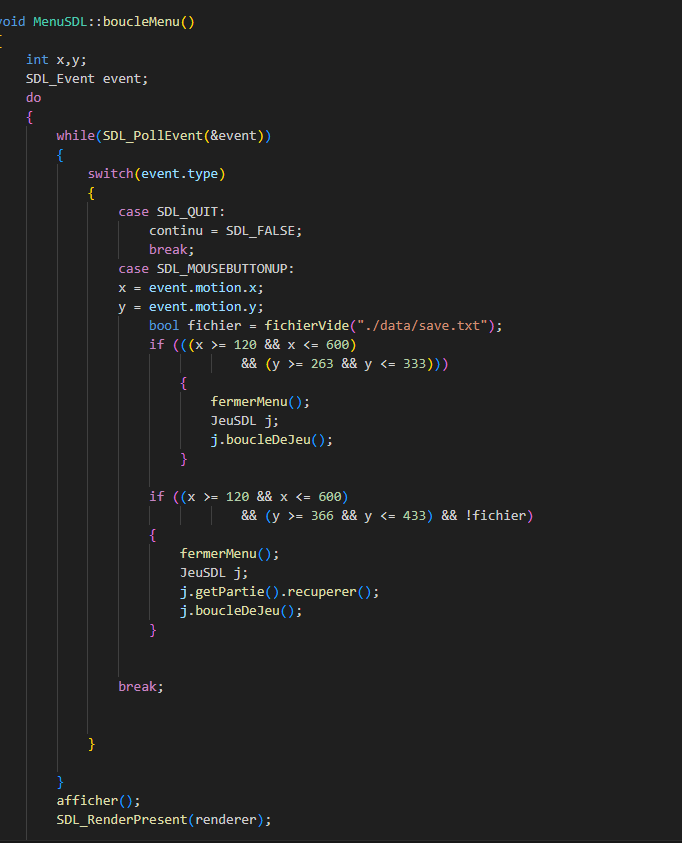 void MenuSDL::boucleMenu()
{
    int x,y;
    SDL_Event event;
    do
    {
        while(SDL_PollEvent(&event))
        {
            switch(event.type)
            {
                case SDL_QUIT:
                    continu = SDL_FALSE;
                    break;
                case SDL_MOUSEBUTTONUP:
                x = event.motion.x;
                y = event.motion.y;
                    bool fichier = fichierVide("./data/save.txt");
                    if (((x >= 120 && x <= 600)
                                && (y >= 263 && y <= 333)))
                        {
                            fermerMenu();
                            JeuSDL j;
                            j.boucleDeJeu();
                        }
                    if ((x >= 120 && x <= 600)
                                && (y >= 366 && y <= 433) && !fichier)
                    {
                        fermerMenu();
                        JeuSDL j;
                        j.getPartie().recuperer();
                        j.boucleDeJeu();
                    }
                break;
            }
        }
        afficher();
        SDL_RenderPresent(renderer);